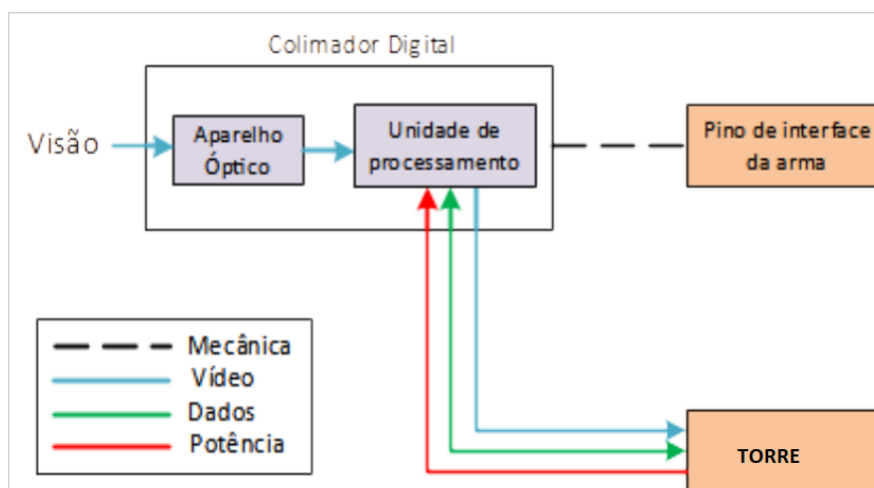 Colimador Digital
Visão
Aparelho
Óptico
Unidade de
processamento
Pino de interface
da arma
Mecânica
Vídeo
Dados
Potência
TORRE